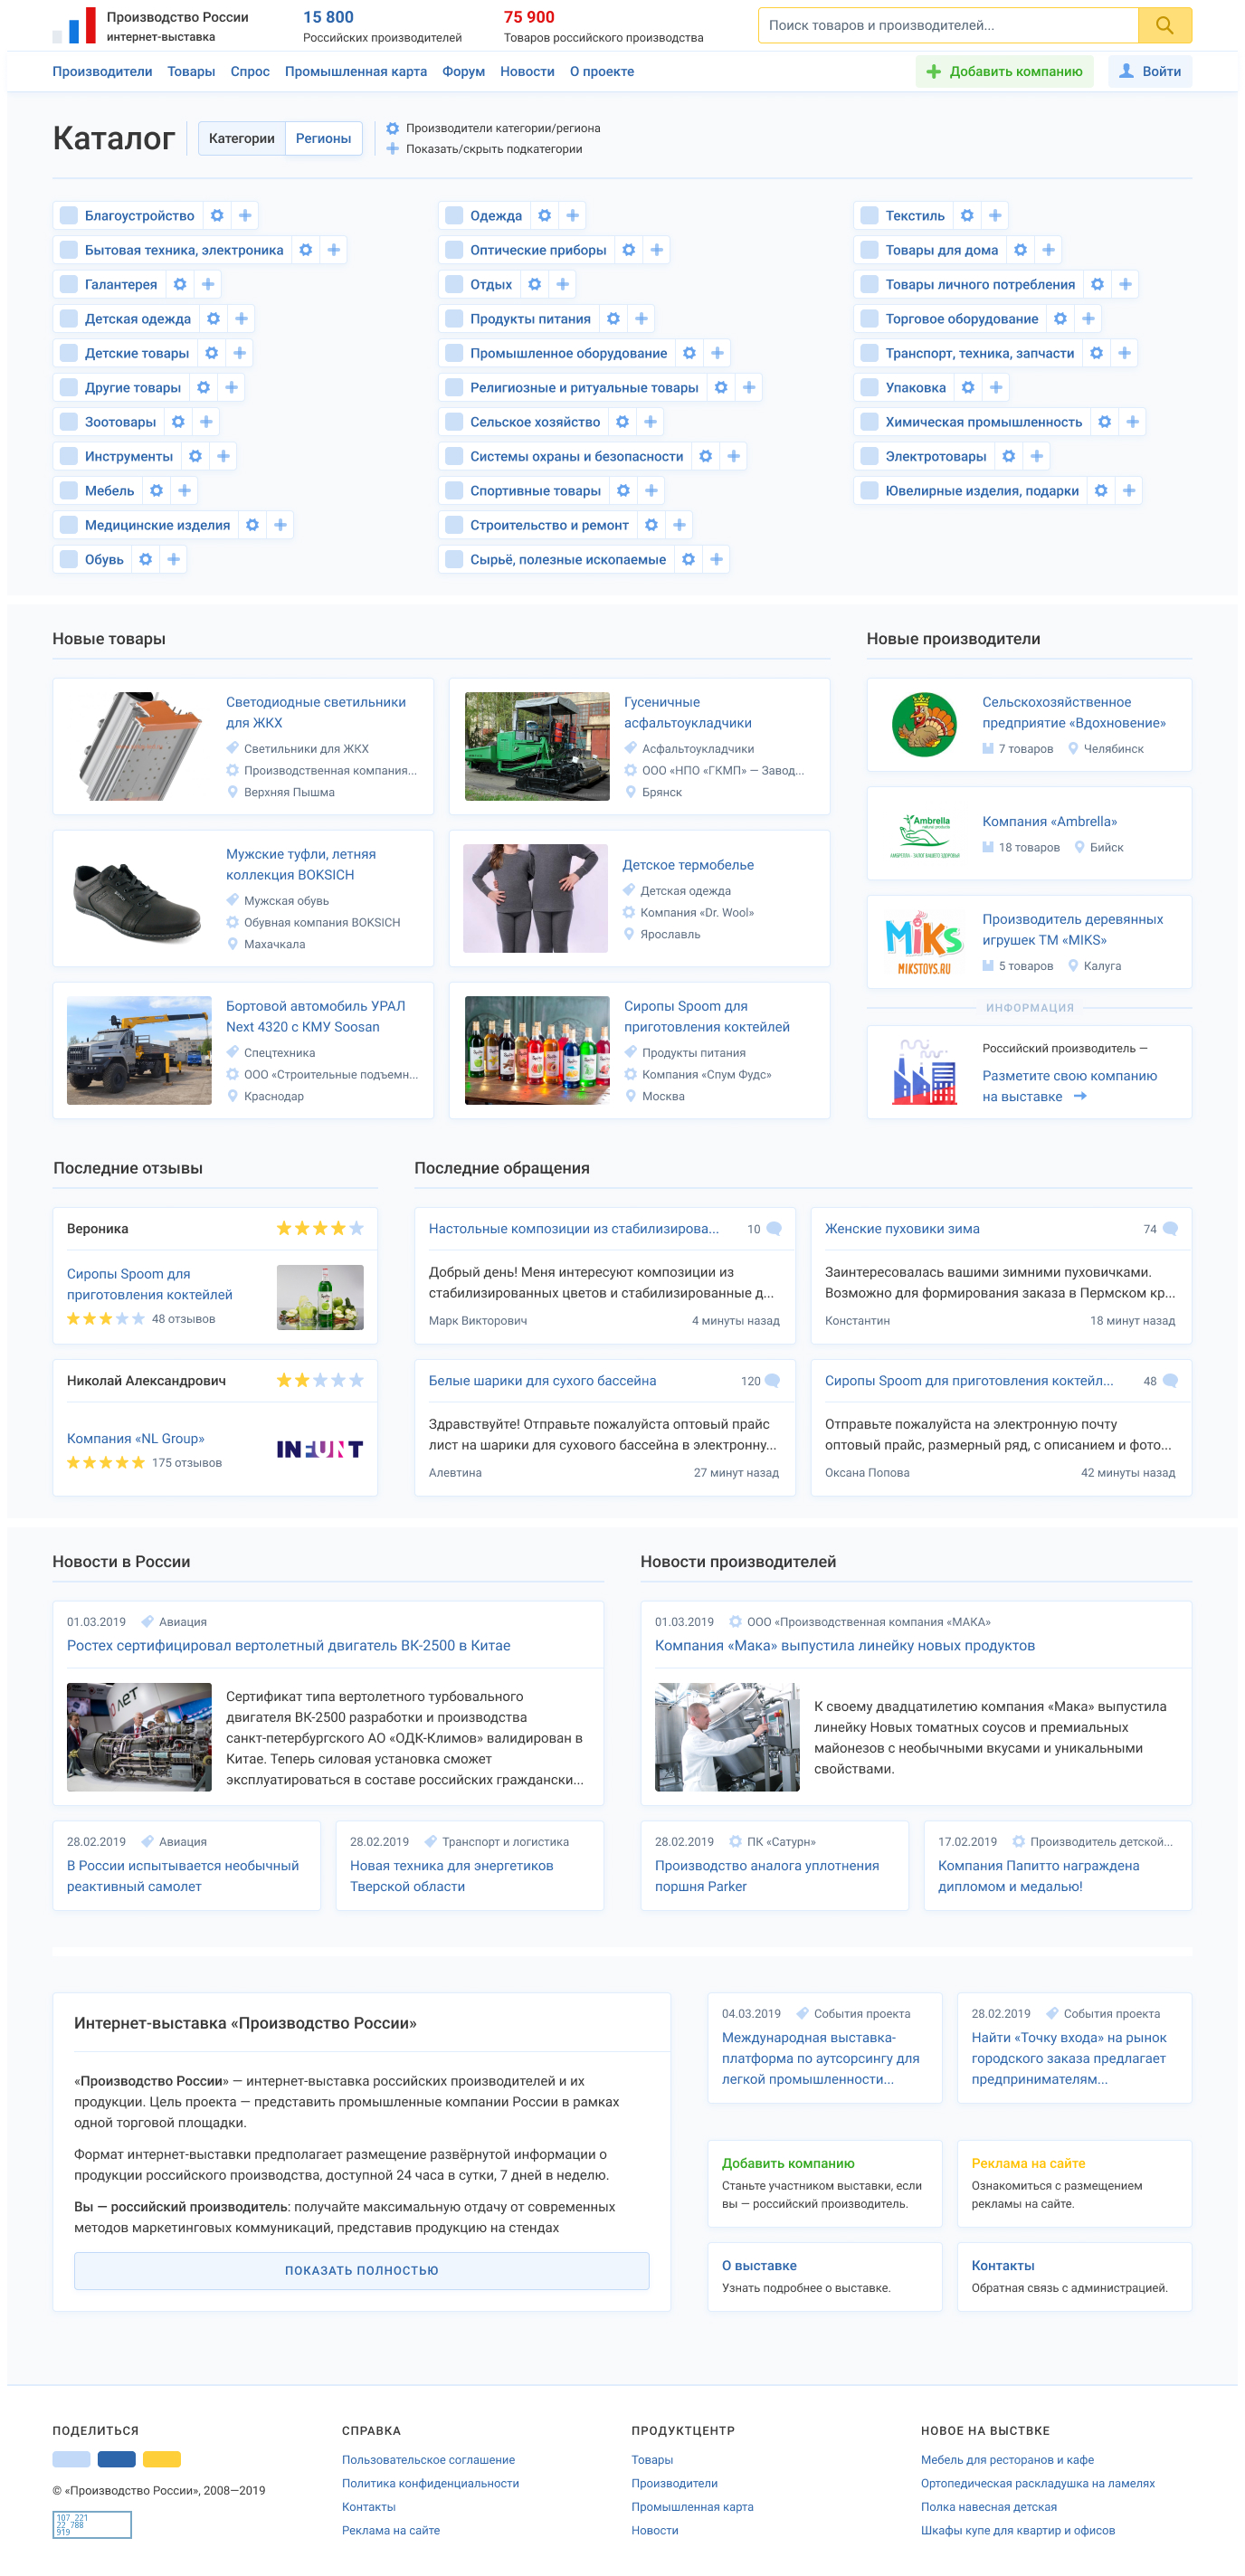 Производство России
интернет-выставка
15 800
Российских производителей
75 900
Товаров российского производства
Поиск товаров и производителей...
Производители Товары Спрос Промышленная карта Форум Новости О проекте
Добавить компанию
Войти
Каталог
Категории Регионы
Производители категории/региона
Показать/скрыть подкатегории
Благоустройство
Бытовая техника, электроника
Галантерея
Детская одежда
Детские товары
Другие товары
Зоотовары
Инструменты
Мебель
Медицинские изделия
Обувь
Одежда
Оптические приборы
Отдых
Продукты питания
Промышленное оборудование
Религиозные и ритуальные товары
Сельское хозяйство
Системы охраны и безопасности
Спортивные товары
Строительство и ремонт
Сырьё, полезные ископаемые
Текстиль
Товары для дома
Товары личного потребления
Торговое оборудование
Транспорт, техника, запчасти
Упаковка
Химическая промышленность
Электротовары
Ювелирные изделия, подарки
Новые товары
Светодиодные светильники
для ЖКХ
Светильники для ЖКХ
Производственная компания...
Верхняя Пышма
Гусеничные
асфальтоукладчики
Асфальтоукладчики
ООО «НПО «ГКМП» — Завод...
Брянск
Мужские туфли, летняя
коллекция BOKSICH
Мужская обувь
Обувная компания BOKSICH
Махачкала
Детское термобелье
Детская одежда
Компания «Dr. Wool»
Ярославль
Бортовой автомобиль УРАЛ
Next 4320 с КМУ Soosan
Спецтехника
ООО «Строительные подъемн...
Краснодар
Сиропы Spoom для
приготовления коктейлей
Продукты питания
Компания «Спум Фудс»
Москва
Новые производители
Сельскохозяйственное
предприятие «Вдохновение»
7 товаров Челябинск
Ambrella
Компания «Ambrella»
18 товаров Бийск
MiKs
MIKSTOYS.RU
Производитель деревянных
игрушек ТМ «MIKS»
5 товаров Калуга
ИНФОРМАЦИЯ
Российский производитель —
Разметите свою компанию
на выставке
Последние отзывы
Вероника
Сиропы Spoom для
приготовления коктейлей
48 отзывов
Николай Александрович
Компания «NL Group»
175 отзывов
INFUNT
Последние обращения
Настольные композиции из стабилизирова... 10
Добрый день! Меня интересуют композиции из
стабилизированных цветов и стабилизированные д...
Марк Викторович 4 минуты назад
Женские пуховики зима 74
Заинтересовалась вашими зимними пуховичками.
Возможно для формирования заказа в Пермском кр...
Константин 18 минут назад
Белые шарики для сухого бассейна 120
Здравствуйте! Отправьте пожалуйста оптовый прайс
лист на шарики для сухового бассейна в электронну...
Алевтина 27 минут назад
Сиропы Spoom для приготовления коктейл... 48
Отправьте пожалуйста на электронную почту
оптовый прайс, размерный ряд, с описанием и фото...
Оксана Попова 42 минуты назад
Новости в России
01.03.2019 Авиация
Ростех сертифицировал вертолетный двигатель ВК-2500 в Китае
Сертификат типа вертолетного турбовального
двигателя ВК-2500 разработки и производства
санкт-петербургского АО «ОДК-Климов» валидирован в
Китае. Теперь силовая установка сможет
эксплуатироваться в составе российских граждански...
28.02.2019 Авиация
В России испытывается необычный
реактивный самолет
28.02.2019 Транспорт и логистика
Новая техника для энергетиков
Тверской области
Новости производителей
01.03.2019 ООО «Производственная компания «МАКА»
Компания «Мака» выпустила линейку новых продуктов
К своему двадцатилетию компания «Мака» выпустила
линейку Новых томатных соусов и премиальных
майонезов с необычными вкусами и уникальными
свойствами.
28.02.2019 ПК «Сатурн»
Производство аналога уплотнения
поршня Parker
17.02.2019 Производитель детской...
Компания Папитто награждена
дипломом и медалью!
Интернет-выставка «Производство России»
«Производство России» — интернет-выставка российских производителей и их
продукции. Цель проекта — представить промышленные компании России в рамках
одной торговой площадки.
Формат интернет-выставки предполагает размещение развёрнутой информации о
продукции российского производства, доступной 24 часа в сутки, 7 дней в неделю.
Вы — российский производитель: получайте максимальную отдачу от современных
методов маркетинговых коммуникаций, представив продукцию на стендах
ПОКАЗАТЬ ПОЛНОСТЬЮ
04.03.2019 События проекта
Международная выставка-
платформа по аутсорсингу для
легкой промышленности...
28.02.2019 События проекта
Найти «Точку входа» на рынок
городского заказа предлагает
предпринимателям...
Добавить компанию
Станьте участником выставки, если
вы — российский производитель.
Реклама на сайте
Ознакомиться с размещением
рекламы на сайте.
О выставке
Узнать подробнее о выставке.
Контакты
Обратная связь с администрацией.
ПОДЕЛИТЬСЯ
© «Производство России», 2008—2019
107 221
22 788
919
СПРАВКА
Пользовательское соглашение
Политика конфиденциальности
Контакты
Реклама на сайте
ПРОДУКТЦЕНТР
Товары
Производители
Промышленная карта
Новости
НОВОЕ НА ВЫСТВКЕ
Мебель для ресторанов и кафе
Ортопедическая раскладушка на ламелях
Полка навесная детская
Шкафы купе для квартир и офисов